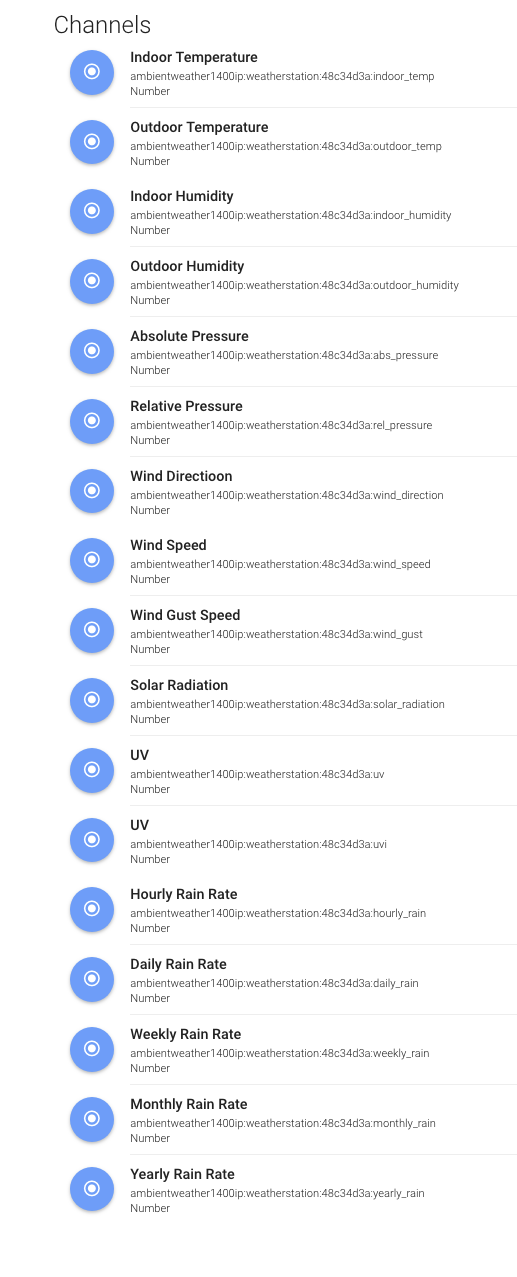 Channels
Indoor Temperature
ambientweather1400ip:weatherstation:48c34d3a:indoor_temp
Number
Outdoor Temperature
ambientweather1400ip:weatherstation:48c34d3a:outdoor_temp
Number
Indoor Humidity
ambientweather1400ip:weatherstation:48c34d3a:indoor_humidity
Number
Outdoor Humidity
ambientweather1400ip:weatherstation:48c34d3a:outdoor_humidity
Number
Absolute Pressure
ambientweather1400ip:weatherstation:48c34d3a:abs_pressure
Number
Relative Pressure
ambientweather1400ip:weatherstation:48c34d3a:rel_pressure
Number
Wind Directioon
ambientweather1400ip:weatherstation:48c34d3a:wind_direction
Number
Wind Speed
ambientweather1400ip:weatherstation:48c34d3a:wind_speed
Number
Wind Gust Speed
ambientweather1400ip:weatherstation:48c34d3a:wind_gust
Number
Solar Radiation
ambientweather1400ip:weatherstation:48c34d3a:solar_radiation
Number
UV
ambientweather1400ip:weatherstation:48c34d3a:uv
Number
UV
ambientweather1400ip:weatherstation:48c34d3a:uvi
Number
Hourly Rain Rate
ambientweather1400ip:weatherstation:48c34d3a:hourly_rain
Number
Daily Rain Rate
ambientweather1400ip:weatherstation:48c34d3a:daily_rain
Number
Weekly Rain Rate
ambientweather1400ip:weatherstation:48c34d3a:weekly_rain
Number
Monthly Rain Rate
ambientweather1400ip:weatherstation:48c34d3a:monthly_rain
Number
Yearly Rain Rate
ambientweather1400ip:weatherstation:48c34d3a:yearly_rain
Number